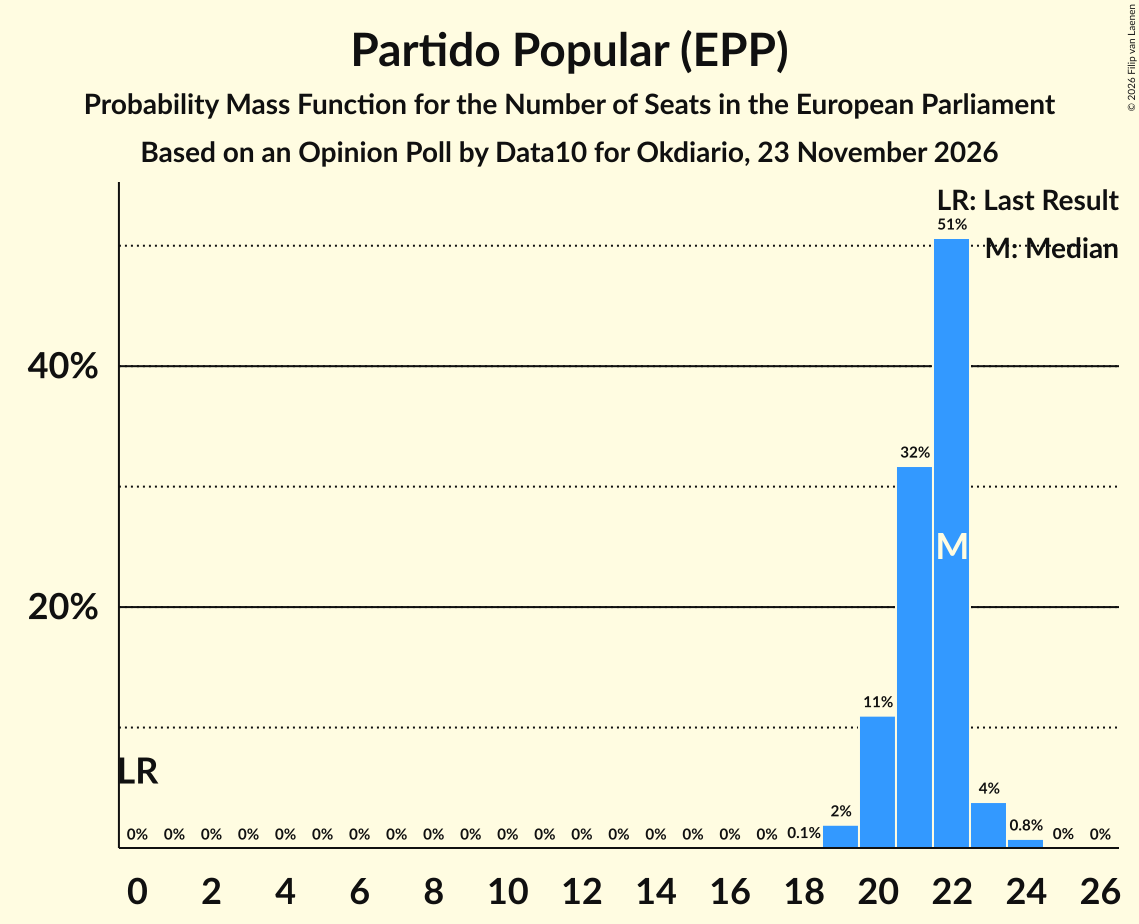 Partido Popular (EPP)
Probability Mass Function for the Number of Seats in the European Parliament
Based on an Opinion Poll by Data10 for Okdiario, 23 November 2026
© 2026 Filip van Laenen
LR: Last Result
M: Median
51%
40%
32%
M
20%
11%
LR
4%
2%
0.8%
0% 0% 0% 0% 0% 0% 0% 0% 0% 0% 0% 0% 0% 0% 0% 0% 0% 0% 0.1% 0% 0%
0 2 4 6 8 10 12 14 16 18 20 22 24 26